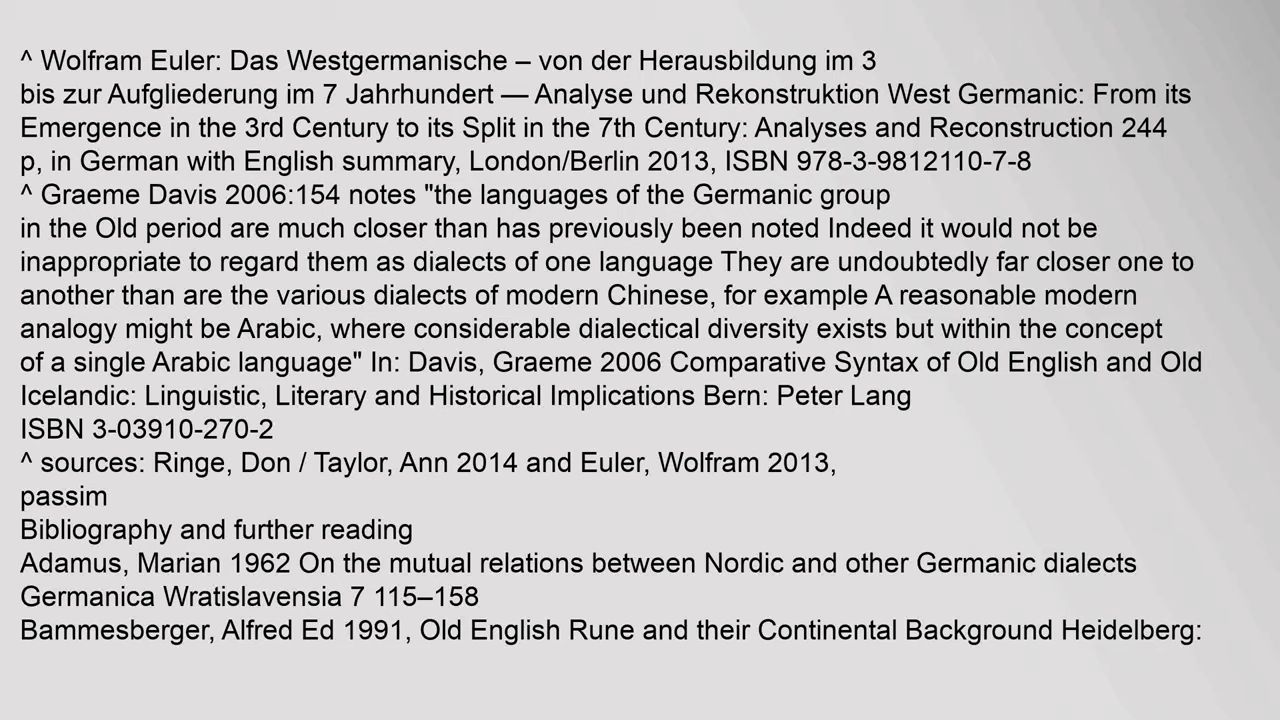 ^ Wolfram Euler: Das Westgermanische – von der Herausbildung im 3
bis zur Aufgliederung im 7 Jahrhundert — Analyse und Rekonstruktion West Germanic: From its
Emergence in the 3rd Century to its Split in the 7th Century: Analyses and Reconstruction 244
p, in German with English summary, London/Berlin 2013, ISBN 978-3-9812110-7-8
^ Graeme Davis 2006:154 notes "the languages of the Germanic group
in the Old period are much closer than has previously been noted Indeed it would not be
inappropriate to regard them as dialects of one language They are undoubtedly far closer one to
another than are the various dialects of modern Chinese, for example A reasonable modern
analogy might be Arabic, where considerable dialectical diversity exists but within the concept
of a single Arabic language" In: Davis, Graeme 2006 Comparative Syntax of Old English and Old
Icelandic: Linguistic, Literary and Historical Implications Bern: Peter Lang
ISBN 3-03910-270-2
^ sources: Ringe, Don / Taylor, Ann 2014 and Euler, Wolfram 2013,
passim
Bibliography and further reading
Adamus, Marian 1962 On the mutual relations between Nordic and other Germanic dialects
Germanica Wratislavensia 7 115–158
Bammesberger, Alfred Ed 1991, Old English Rune and their Continental Background Heidelberg: